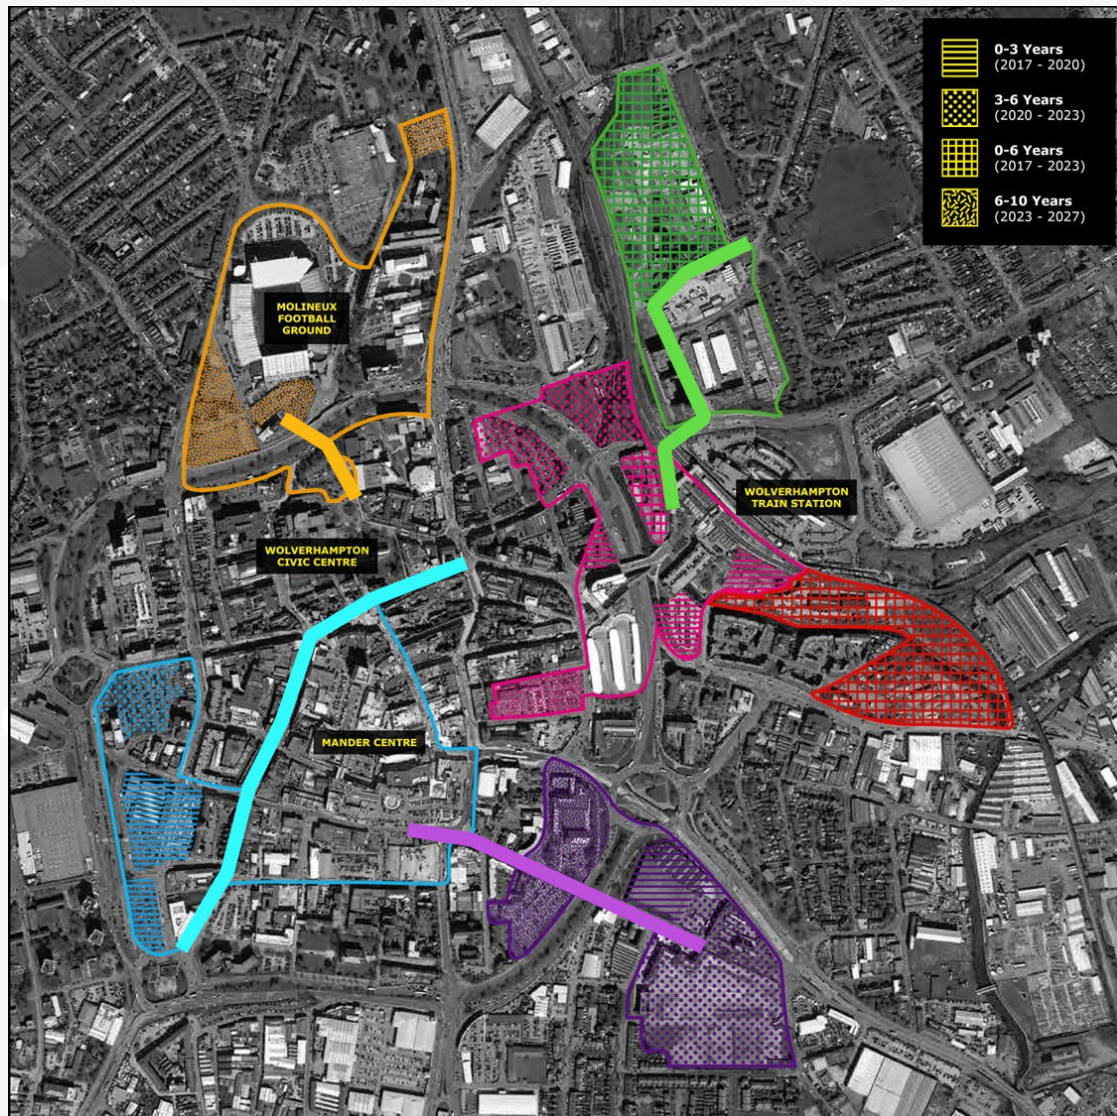 0-3 Years
(2017 - 2020)
3-6 Years
(2020 - 2023)
0-6 Years
(2017 - 2023)
6-10 Years
(2023 - 2027)
MOLINEUX
FOOTBALL
GROUND
WOLVERHAMPTON
TRAIN STATION
WOLVERHAMPTON
CIVIC CENTRE
MANDER CENTRE